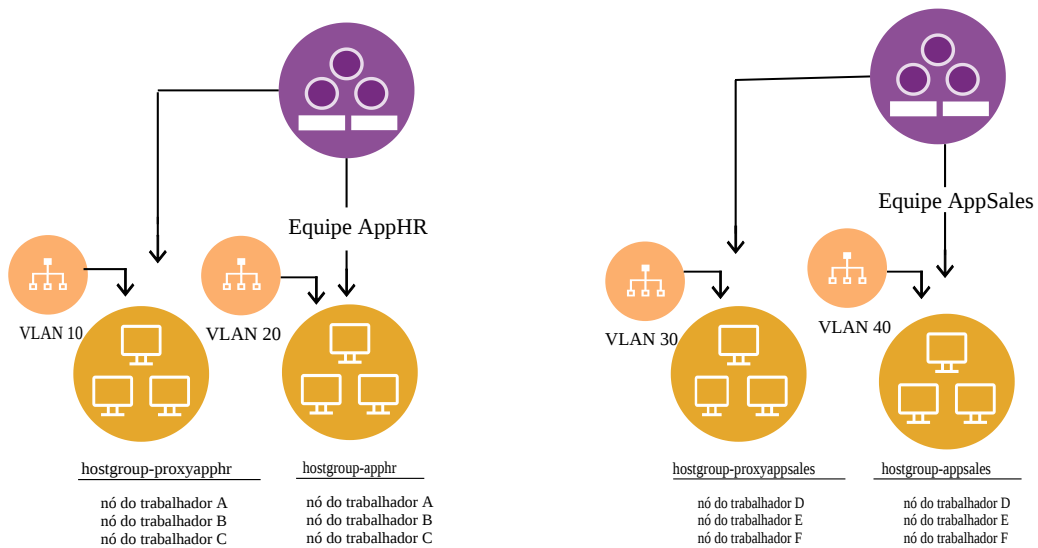 Equipe AppHR
VLAN 10
VLAN 20
hostgroup-proxyapphr
nó do trabalhador A
nó do trabalhador B
nó do trabalhador C
hostgroup-apphr
nó do trabalhador A
nó do trabalhador B
nó do trabalhador C
Equipe AppSales
VLAN 30
VLAN 40
hostgroup-proxyappsales
nó do trabalhador D
nó do trabalhador E
nó do trabalhador F
hostgroup-appsales
nó do trabalhador D
nó do trabalhador E
nó do trabalhador F